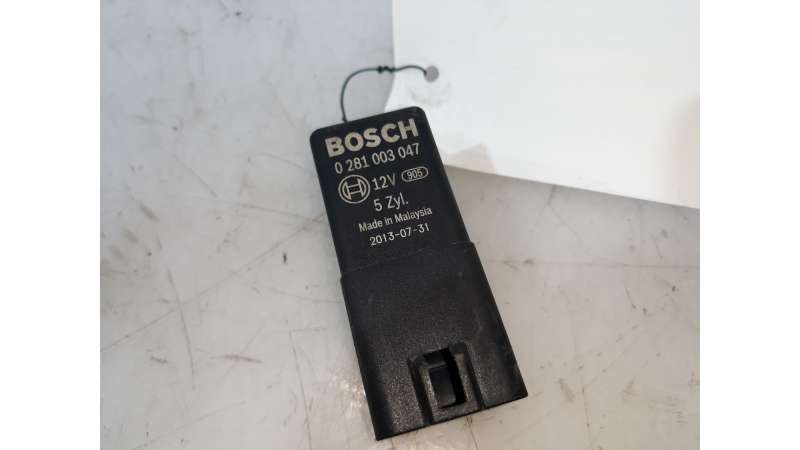 BOSCH
0 281 003 047
12V 905
5 Zyl.
Made in Malaysia
2013-07-31